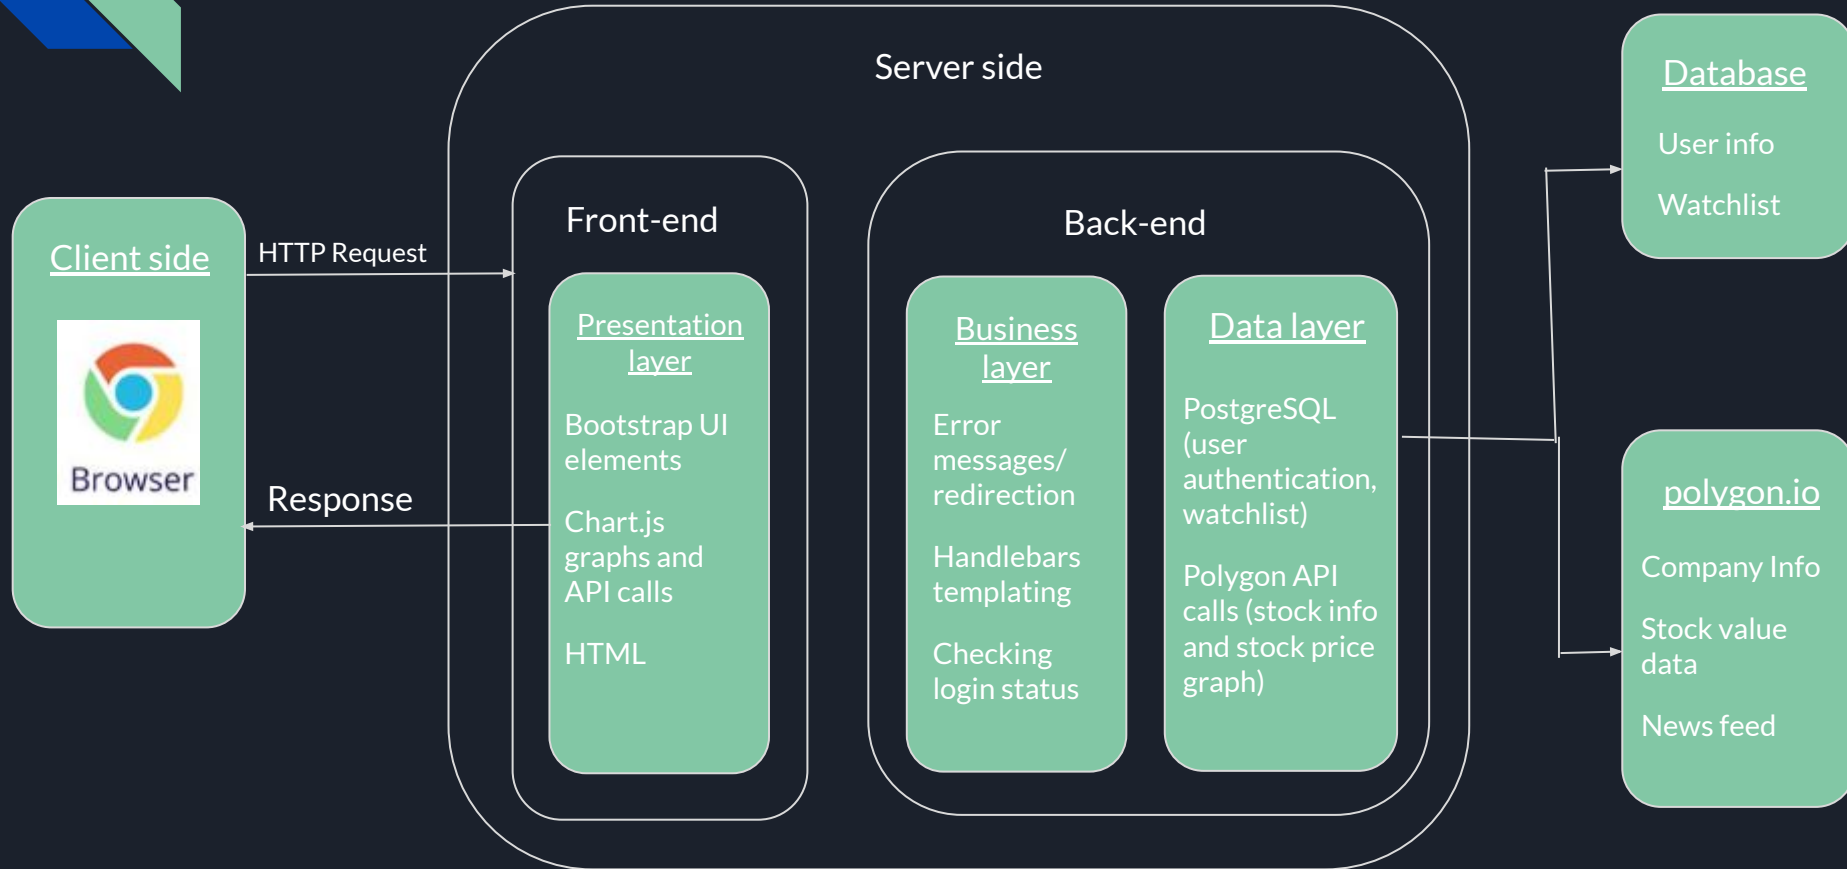 Server side
Client side
Browser
HTTP Request
Response
Front-end
Presentation
layer
Bootstrap UI
elements
Chart.js
graphs and
API calls
HTML
Back-end
Business
layer
Error
messages/
redirection
Handlebars
templating
Checking
login status
Data layer
PostgreSQL
(user
authentication,
watchlist)
Polygon API
calls (stock info
and stock price
graph)
Database
User info
Watchlist
polygon.io
Company Info
Stock value
data
News feed